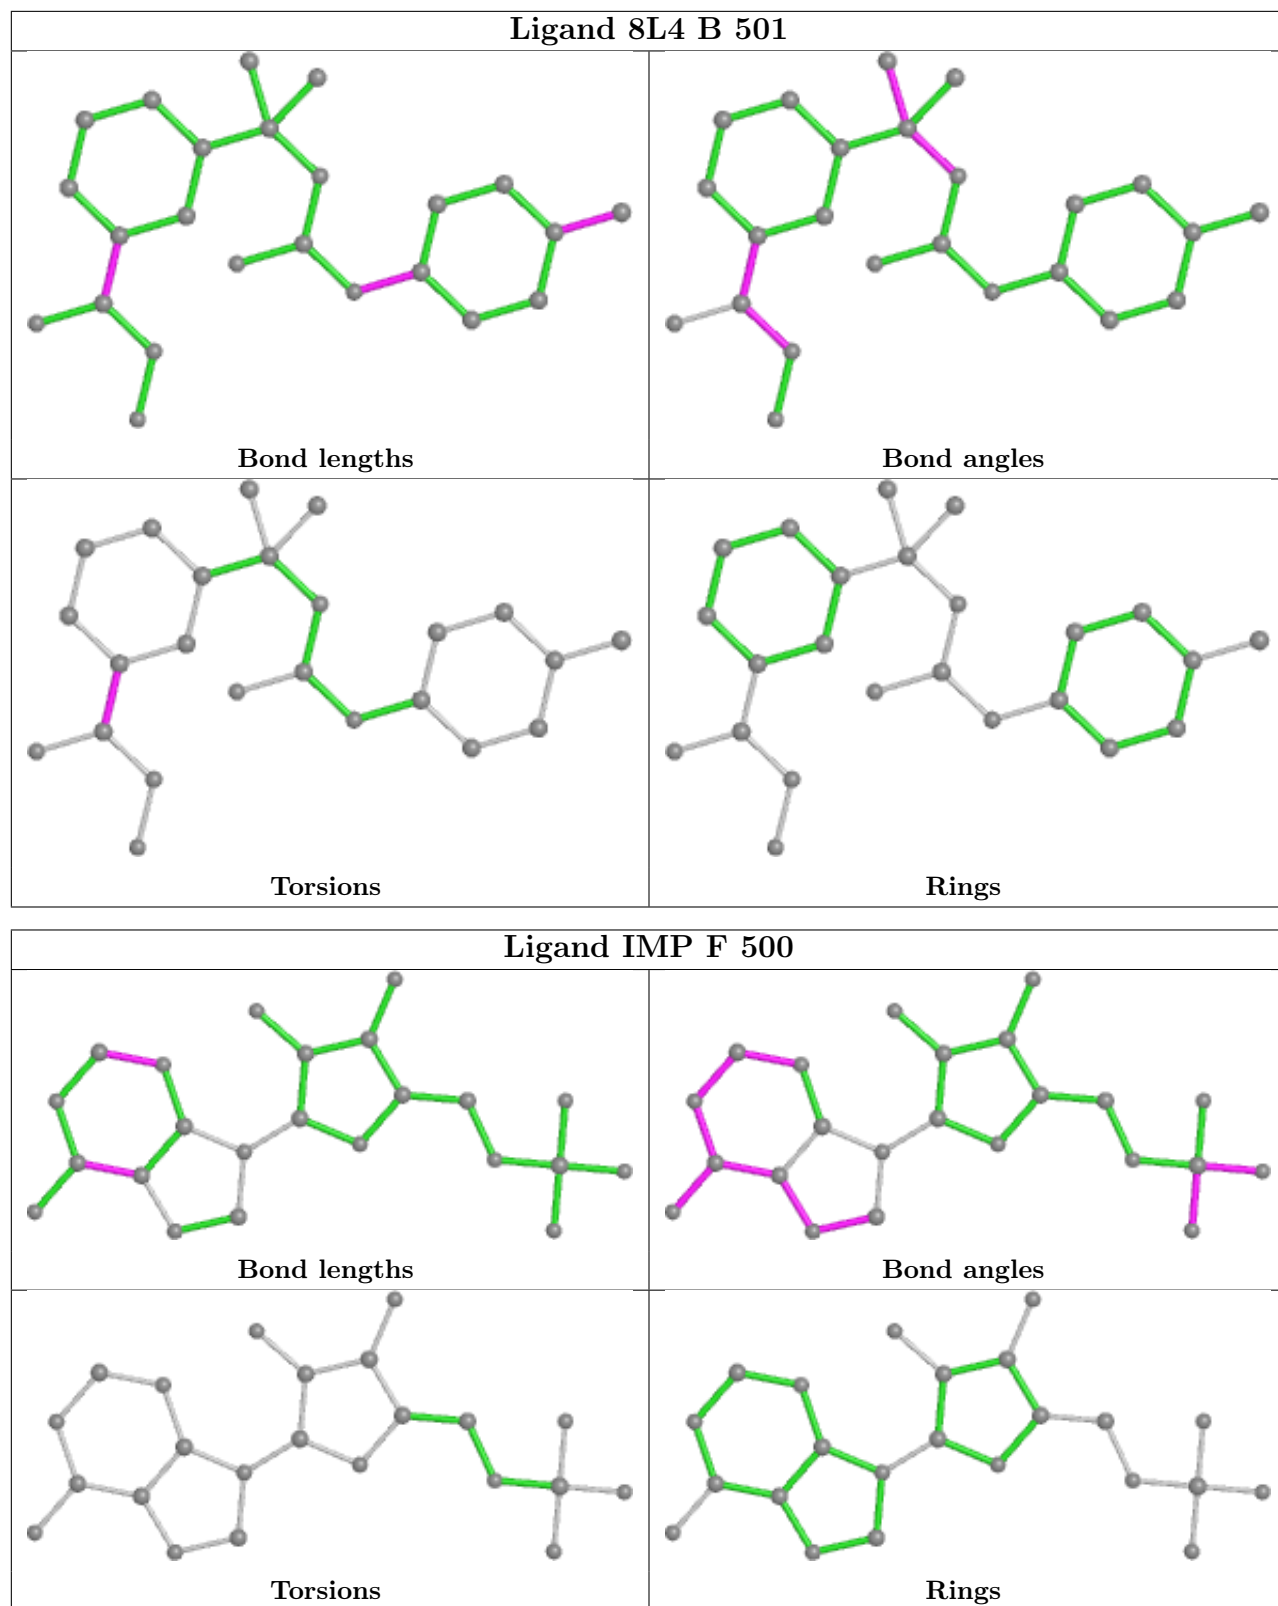 Ligand 8L4 B 501
Bond lengths
Bond angles
Torsions
Rings
Ligand IMP F 500
Bond lengths
Bond angles
Torsions
Rings